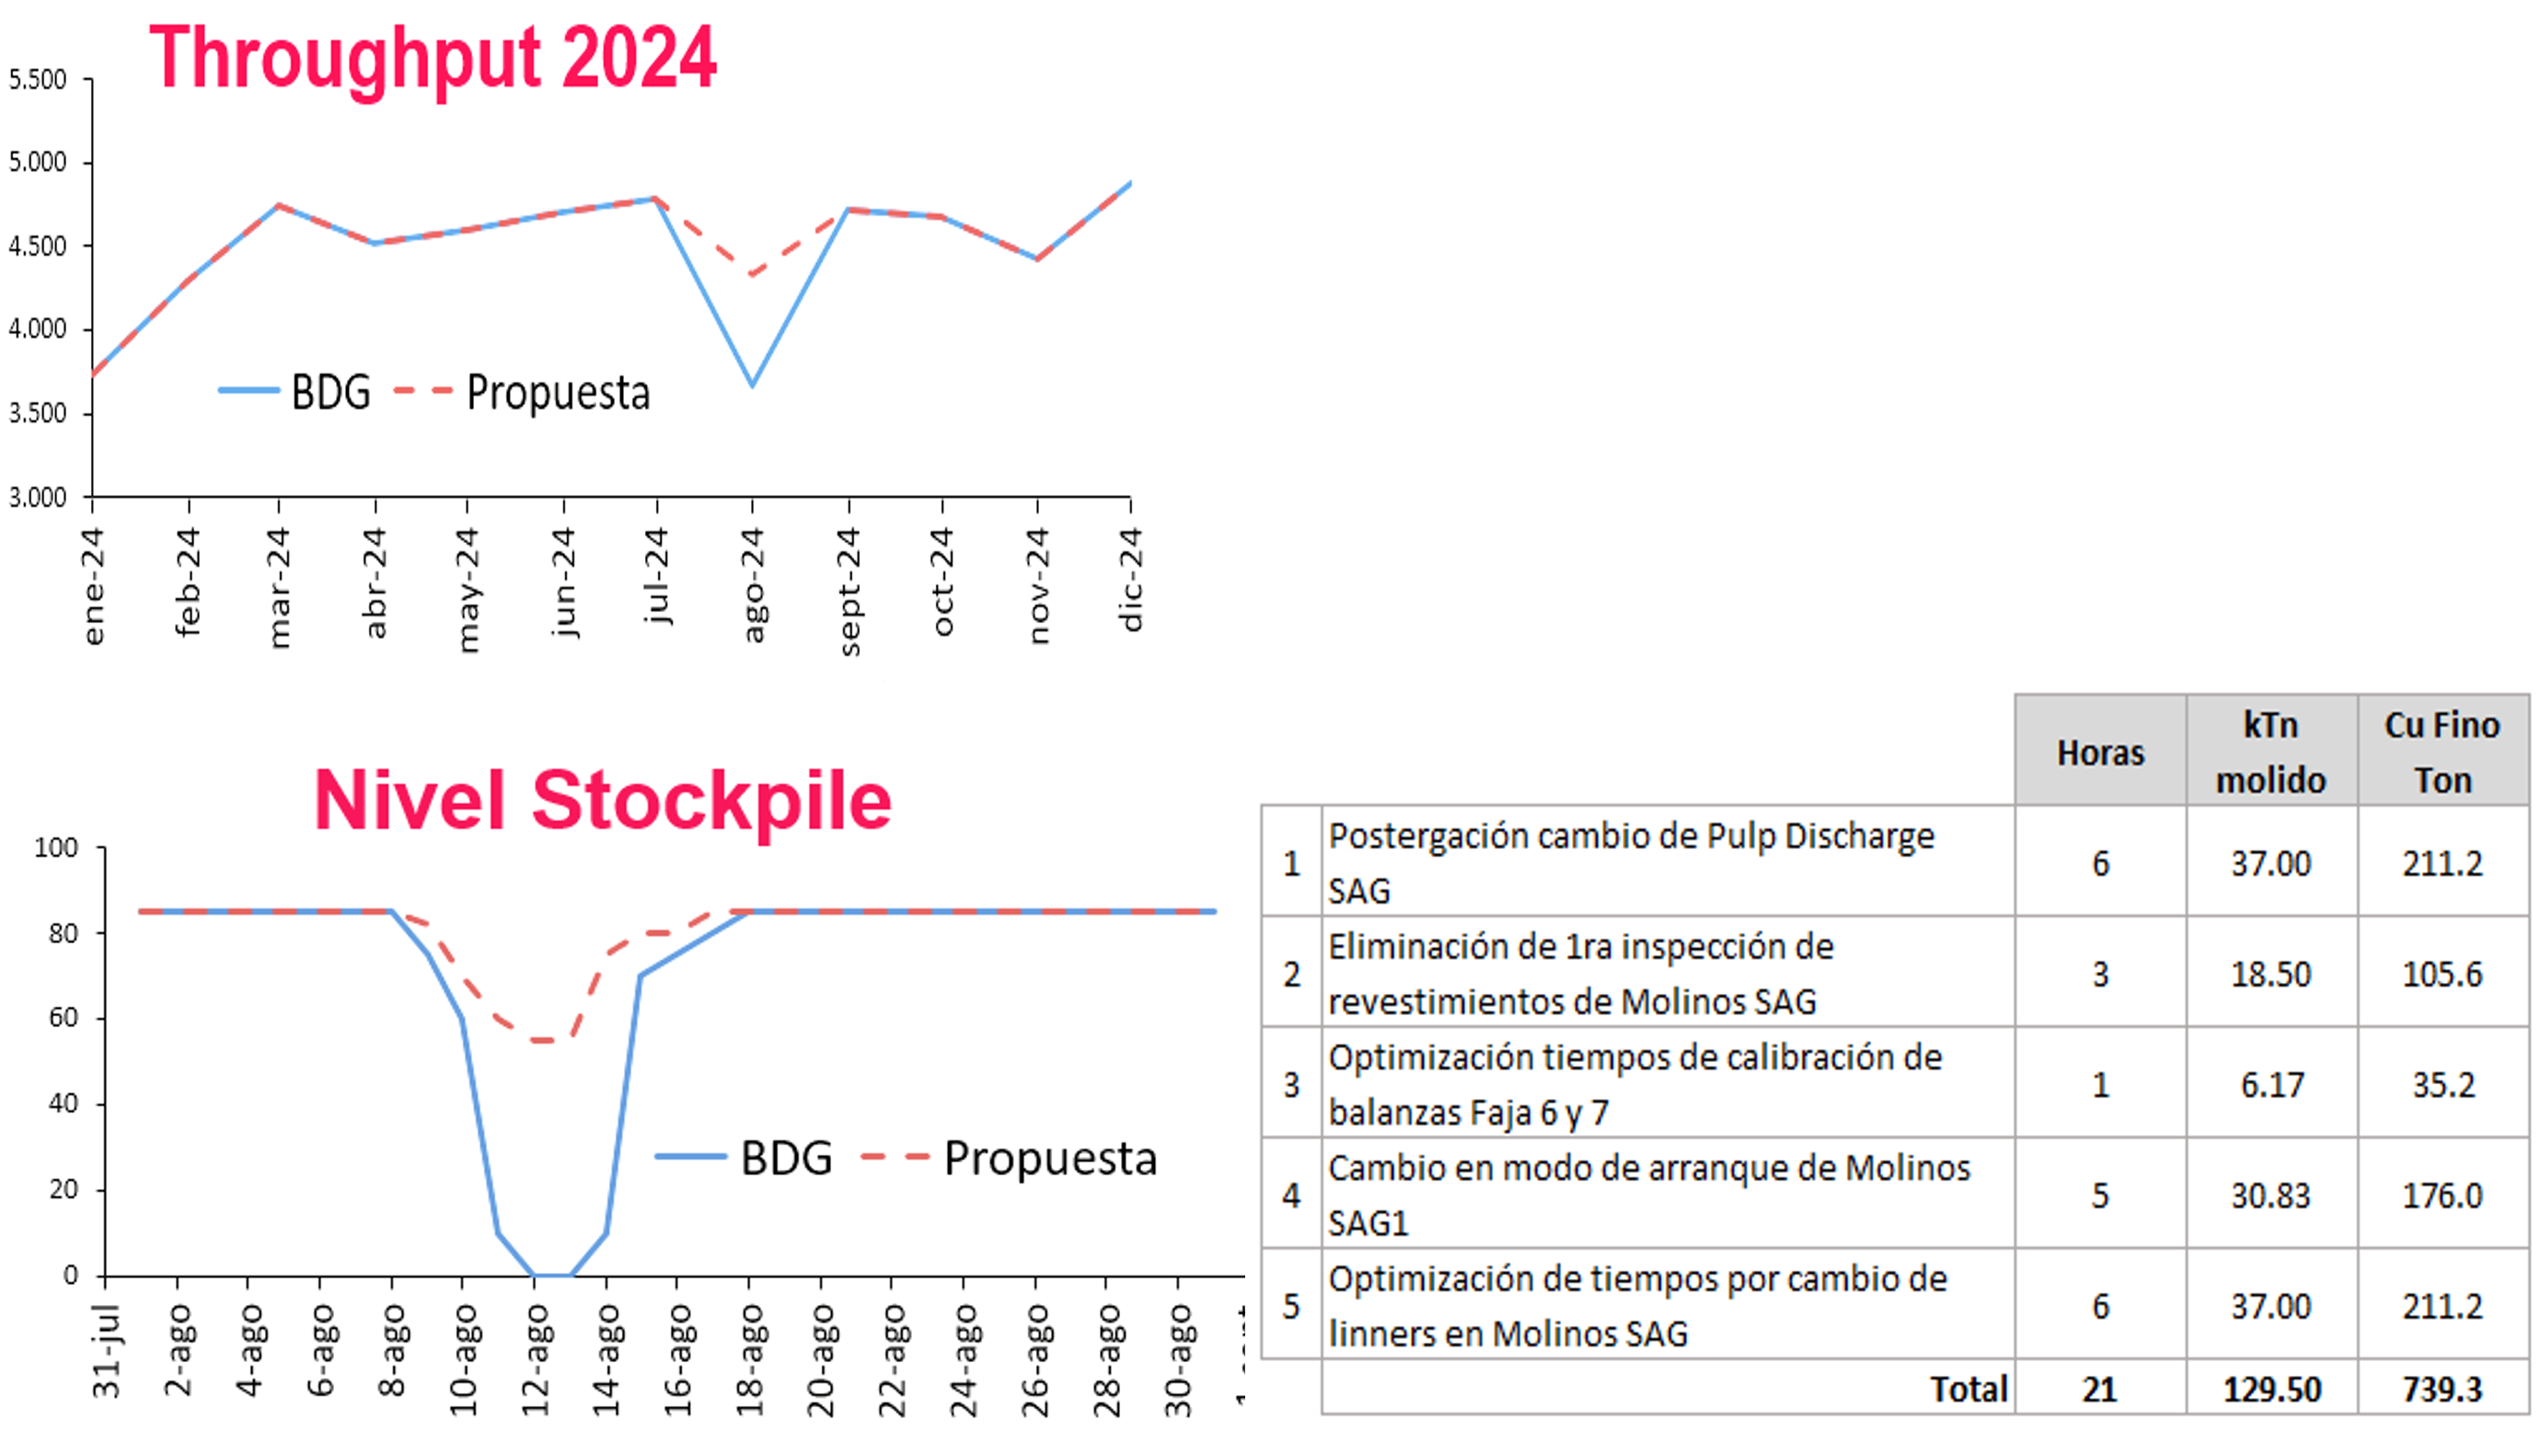 Throughput 2024
5.500
5.000
4.500
4.000
3.500
3.000
BDG
Propuesta
ene-24
feb-24
mar-24
abr-24
may-24
jun-24
jul-24
ago-24
sept-24
oct-24
nov-24
dic-24
Nivel Stockpile
100
80
60
40
20
0
BDG
Propuesta
31-jul
2-ago
4-ago
6-ago
8-ago
10-ago
12-ago
14-ago
16-ago
18-ago
20-ago
22-ago
24-ago
26-ago
28-ago
30-ago
Horas
kTn
molido
Cu Fino
Ton
1
Postergación cambio de Pulp Discharge
SAG
6
37.00
211.2
2
Eliminación de 1ra inspección de
revestimientos de Molinos SAG
3
18.50
105.6
3
Optimización tiempos de calibración de
balanzas Faja 6 y 7
1
6.17
35.2
4
Cambio en modo de arranque de Molinos
SAG1
5
30.83
176.0
5
Optimización de tiempos por cambio de
linners en Molinos SAG
6
37.00
211.2
Total
21
129.50
739.3